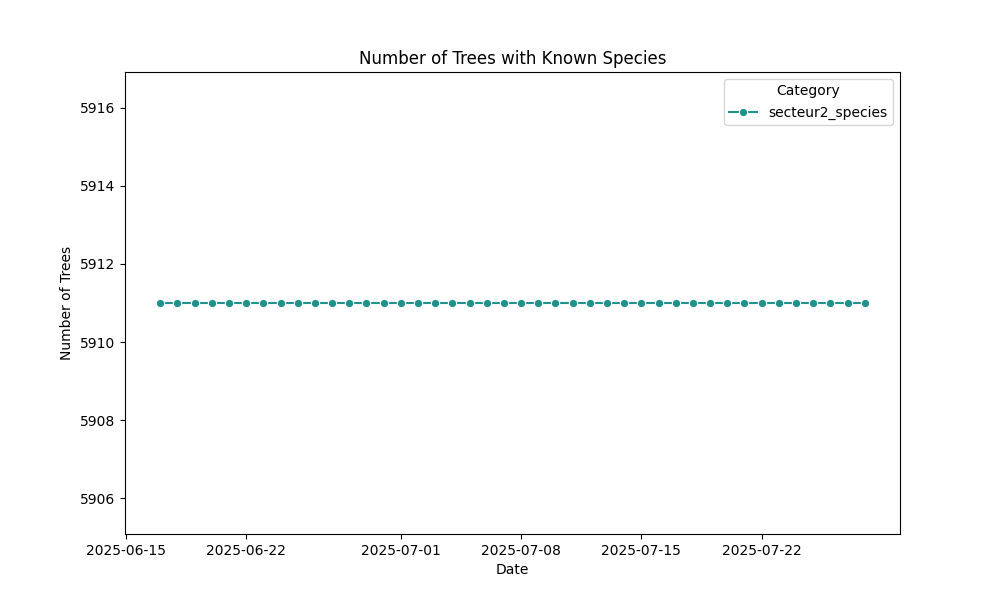 Number of Trees with Known Species
Category
secteur2_species
5916
5914
5912
5910
5908
5906
Number of Trees
2025-06-15
2025-06-22
2025-07-01
2025-07-08
2025-07-15
2025-07-22
Date